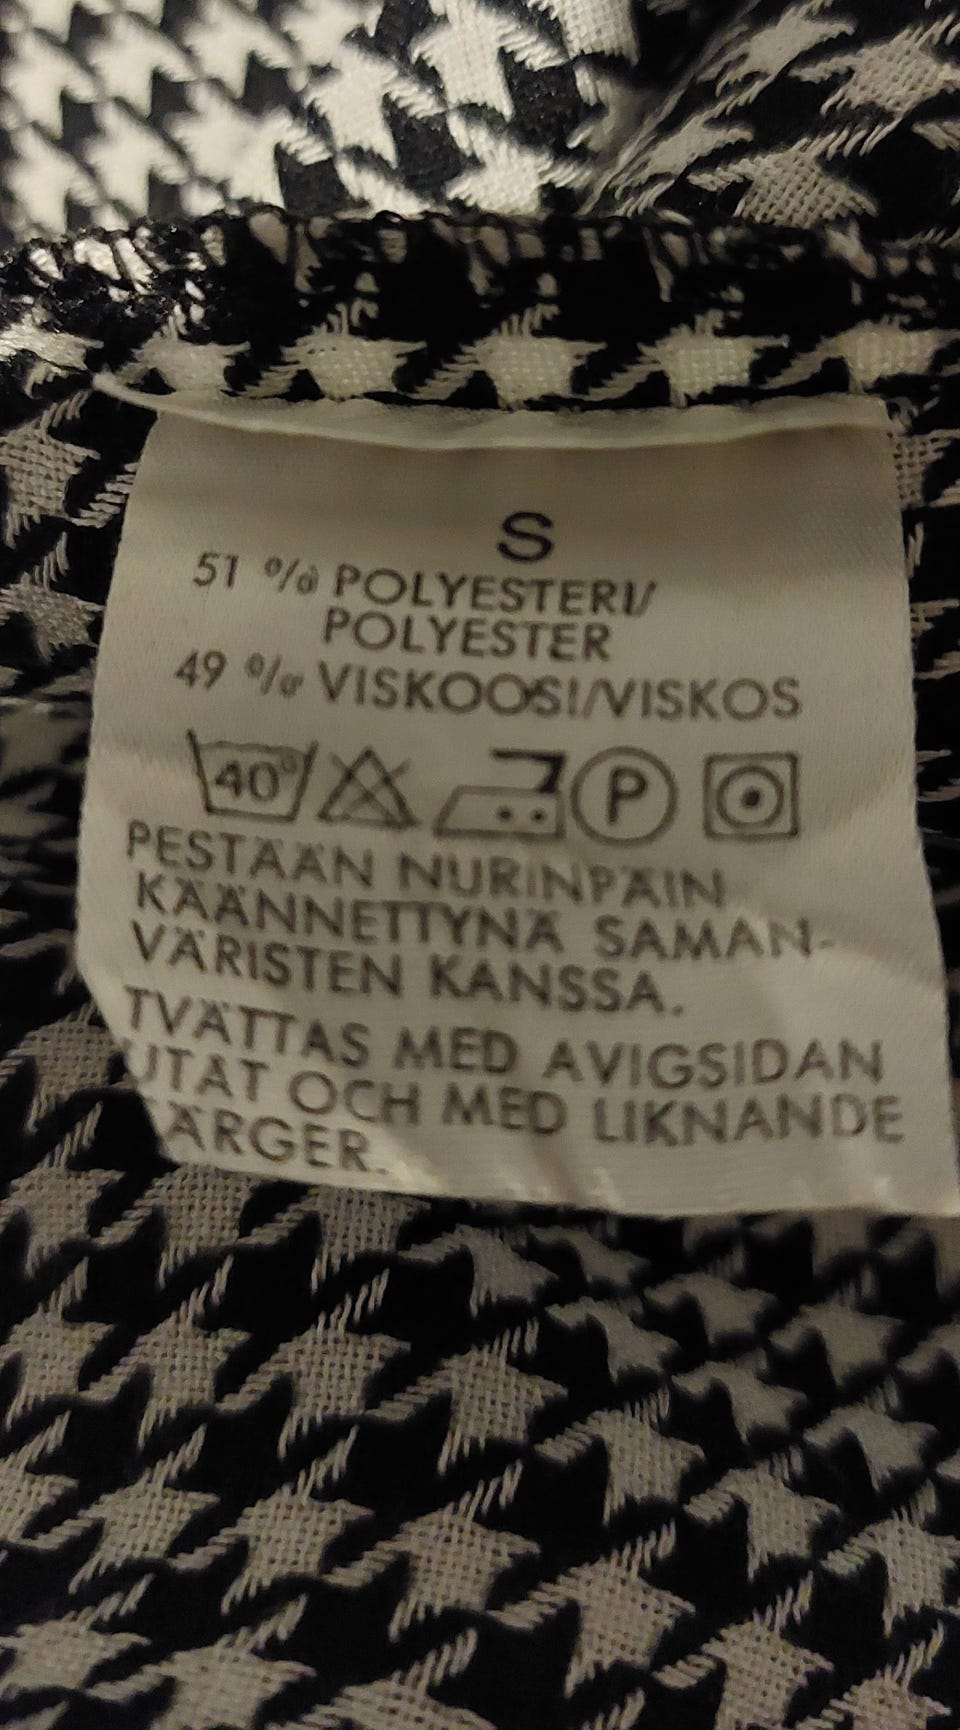 S
51 % POLYESTERI/
POLYESTER
49 % VISKOOSI/VISKOS
40° P
PESTÄÄN NURINPÄIN
KÄÄNNETTYNÄ SAMAN-
VÄRISTEN KANSSA.
TVÄTTAS MED AVIGSIDAN
UTÅT OCH MED LIKNANDE
ÄRGER.